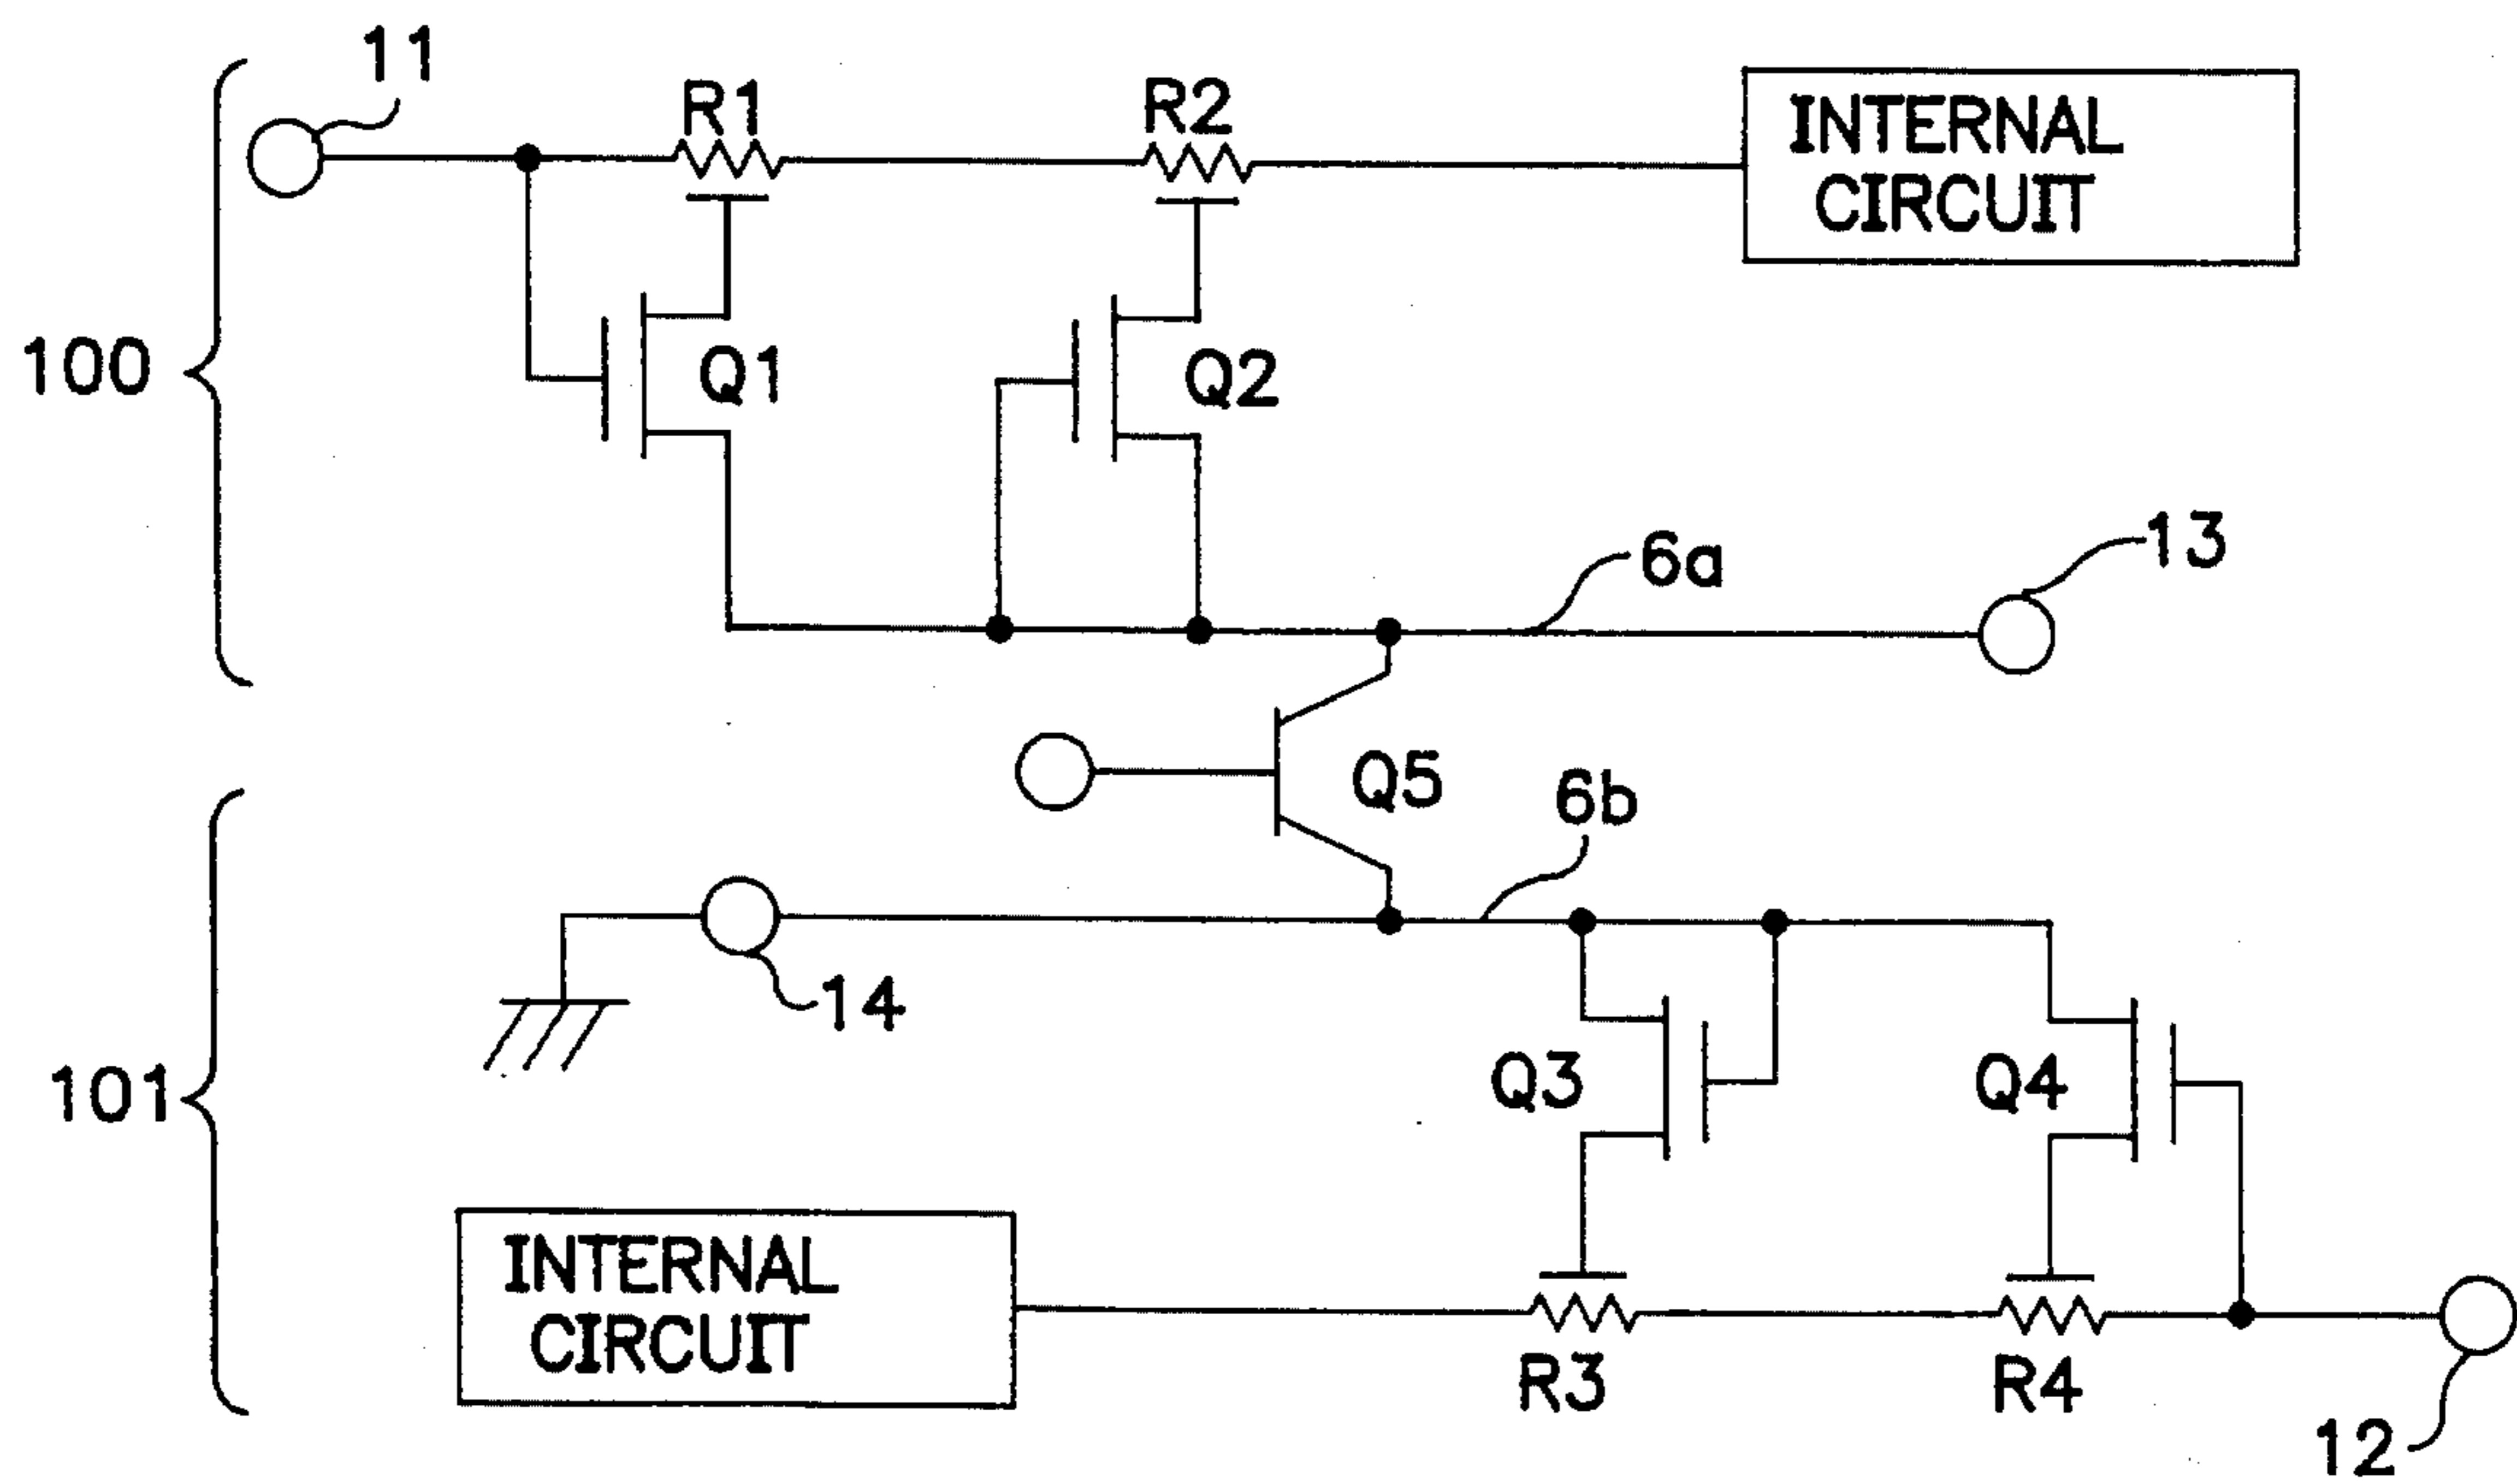 11
R1
R2
INTERNAL
CIRCUIT
100
Q1
Q2
6a
13
Q5
6b
14
101
Q3
Q4
INTERNAL
CIRCUIT
R3
R4
12